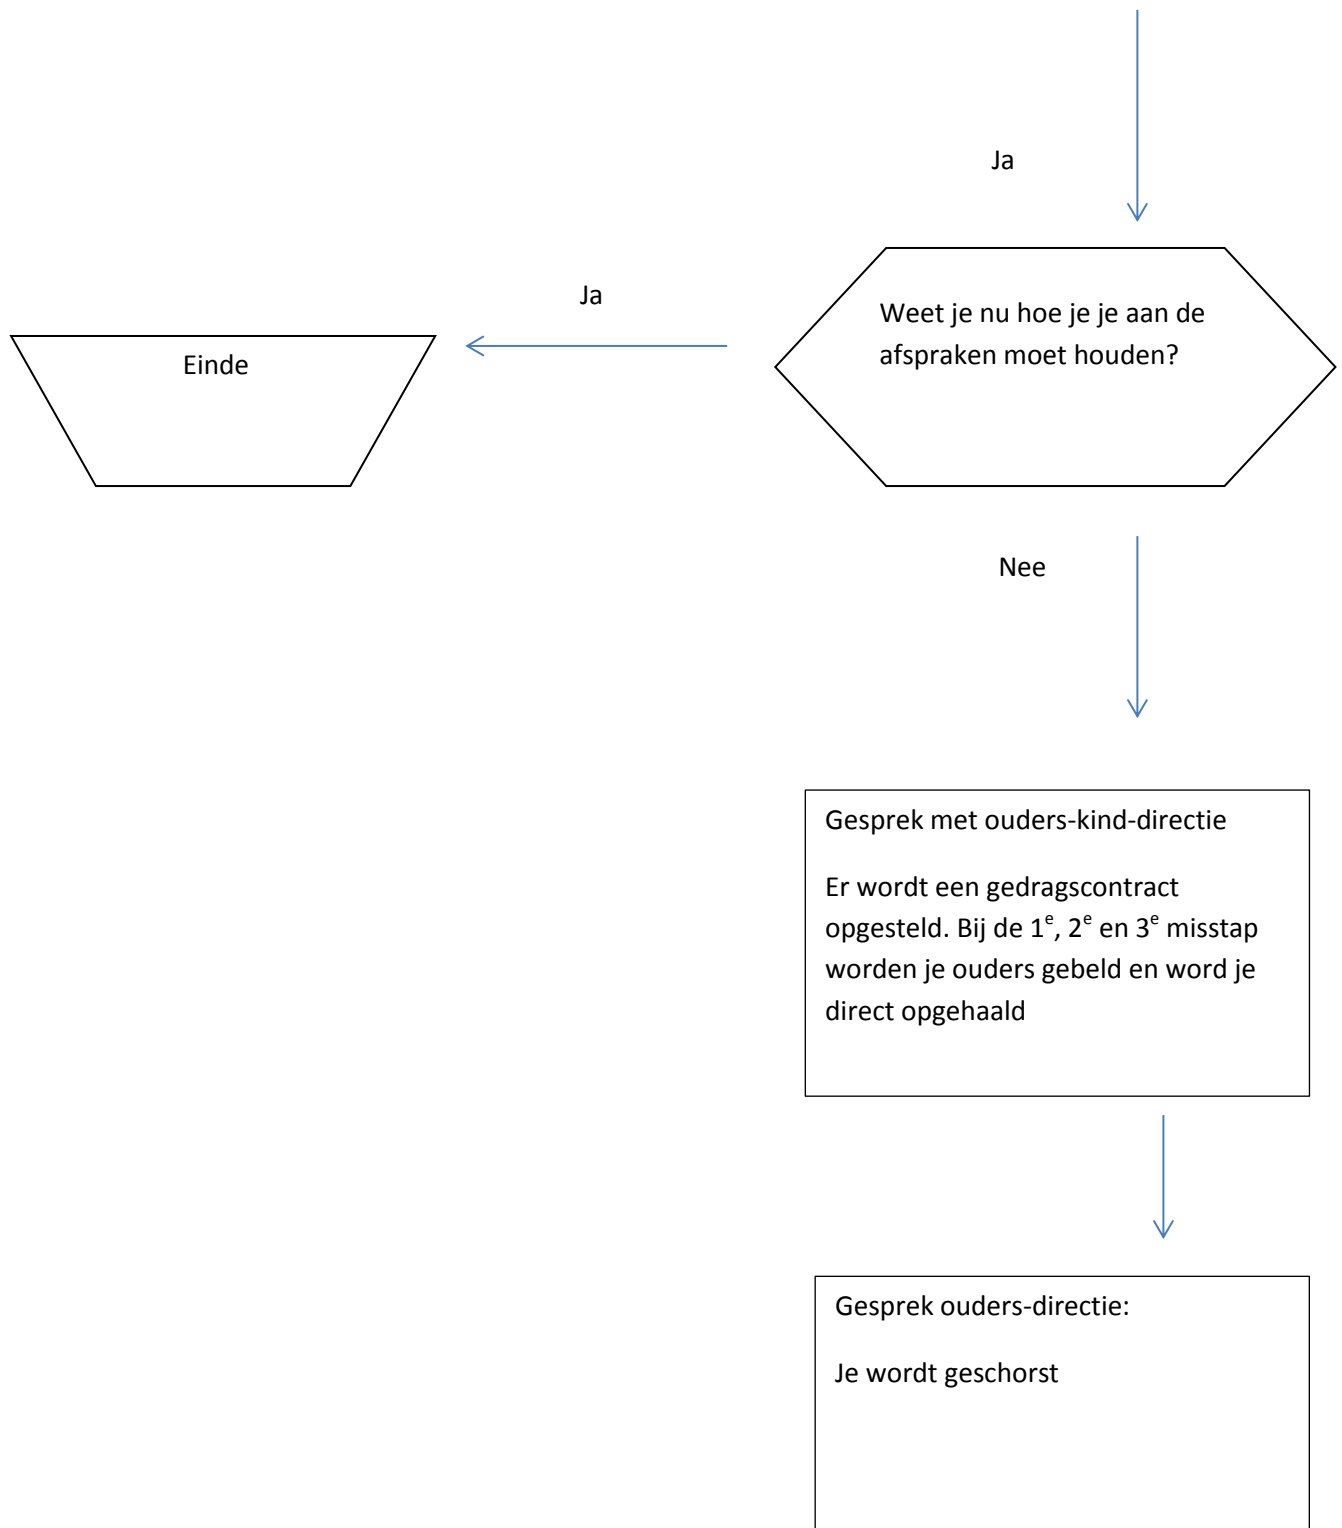 Ja
Ja
Weet je nu hoe je je aan de
afspraken moet houden?
Einde
Nee
Gesprek met ouders-kind-directie
Er wordt een gedragscontract
opgesteld. Bij de 1e, 2e en 3e misstap
worden je ouders gebeld en word je
direct opgehaald
Gesprek ouders-directie:
Je wordt geschorst